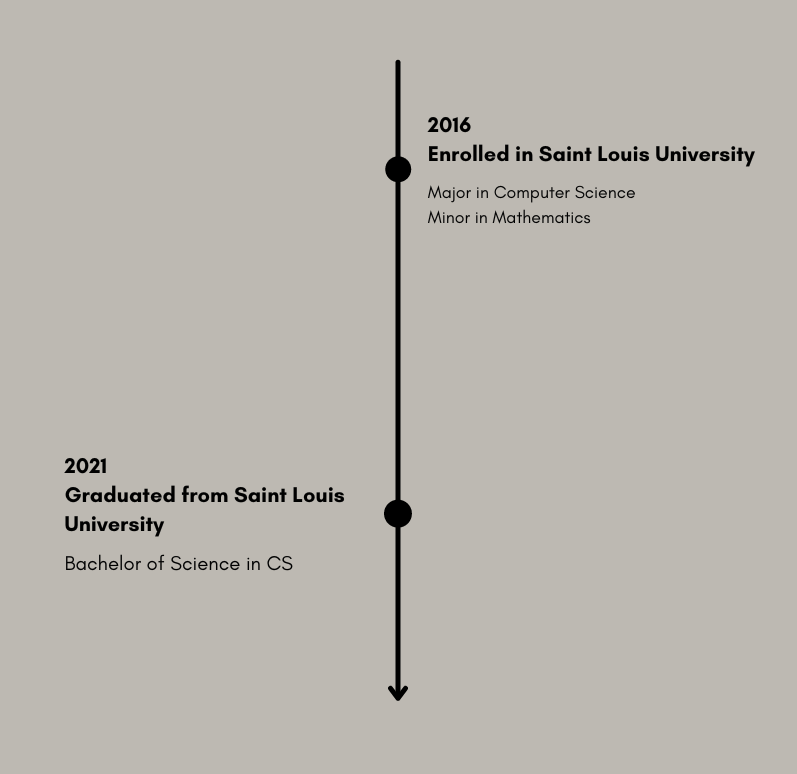 2016
Enrolled in Saint Louis University
Major in Computer Science
Minor in Mathematics
2021
Graduated from Saint Louis
University
Bachelor of Science in CS